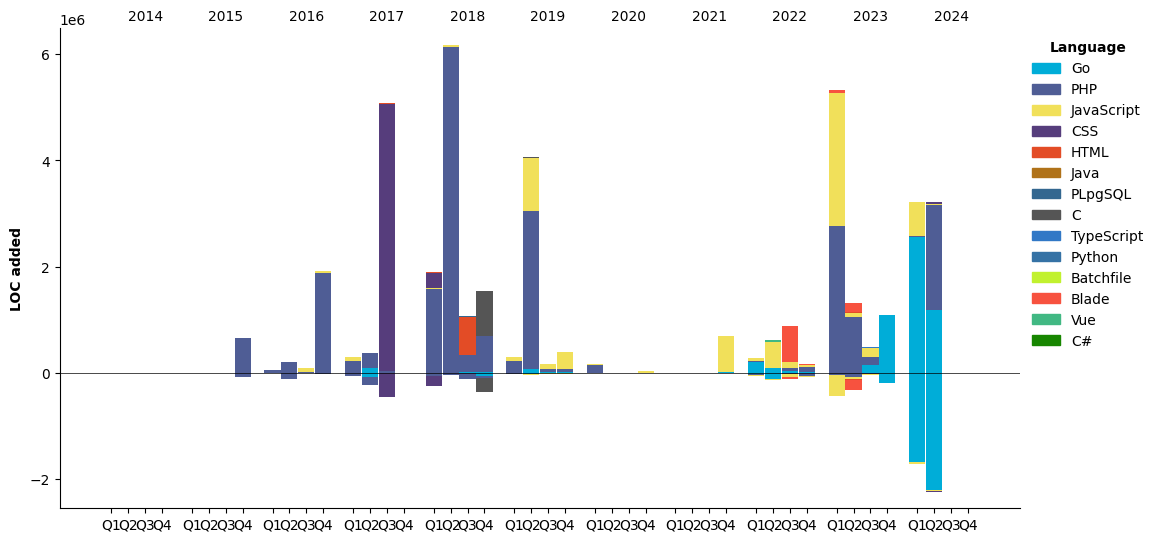 2014 2015 2016 2017 2018 2019 2020 2021 2022 2023 2024
1e6
Language
Go
PHP
JavaScript
CSS
HTML
Java
PLpgSQL
C
TypeScript
Python
Batchfile
Blade
Vue
C#
LOC added
6
4
2
0
−2
Q1Q2Q3Q4 Q1Q2Q3Q4 Q1Q2Q3Q4 Q1Q2Q3Q4 Q1Q2Q3Q4 Q1Q2Q3Q4 Q1Q2Q3Q4 Q1Q2Q3Q4 Q1Q2Q3Q4 Q1Q2Q3Q4 Q1Q2Q3Q4